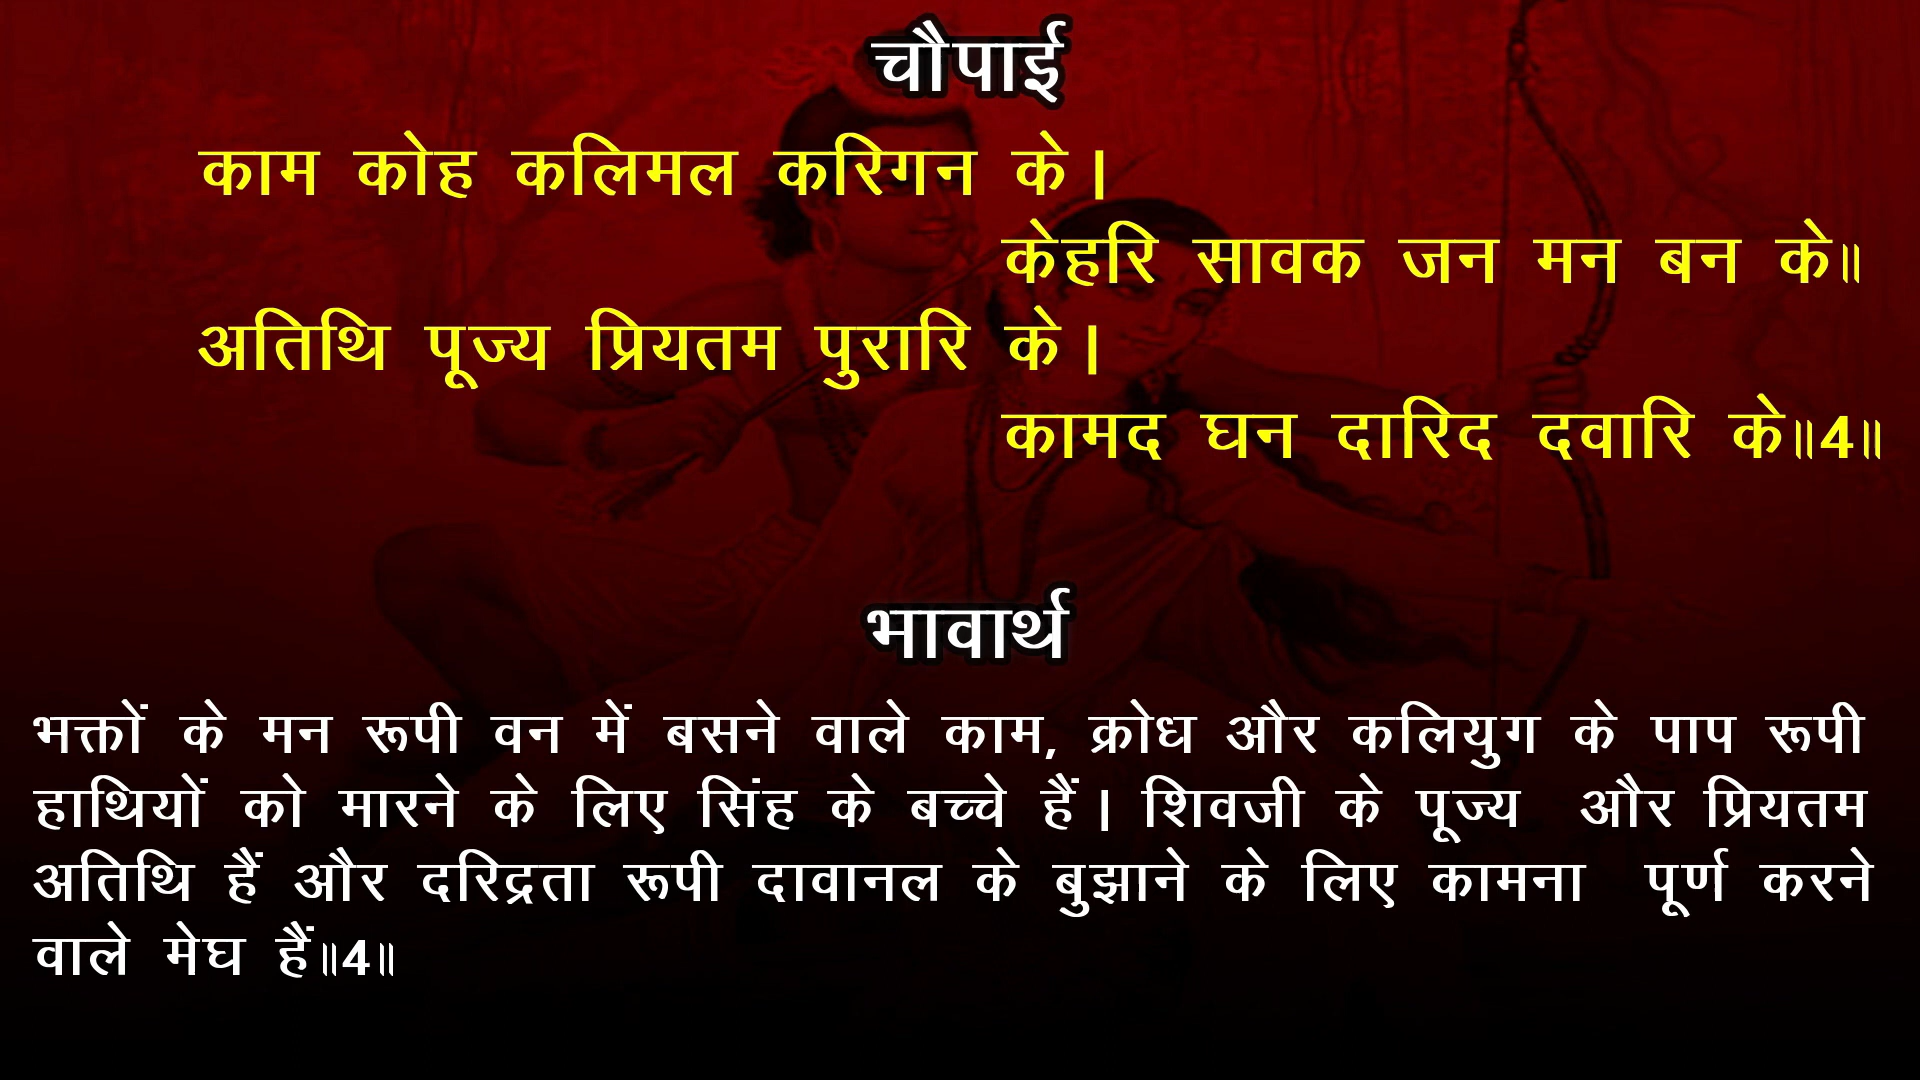 चौपाई
काम कोह कलिमल करिगन के।
केहरि सावक जन मन बन के॥
अतिथि पूज्य प्रियतम पुरारि के।
कामद घन दारिद दवारि के॥4॥
भावार्थ
भक्तों के मन रूपी वन में बसने वाले काम, क्रोध और कलियुग के पाप रूपी
हाथियों को मारने के लिए सिंह के बच्चे हैं। शिवजी के पूज्य और प्रियतम
अतिथि हैं और दरिद्रता रूपी दावानल के बुझाने के लिए कामना पूर्ण करने
वाले मेघ हैं॥4॥